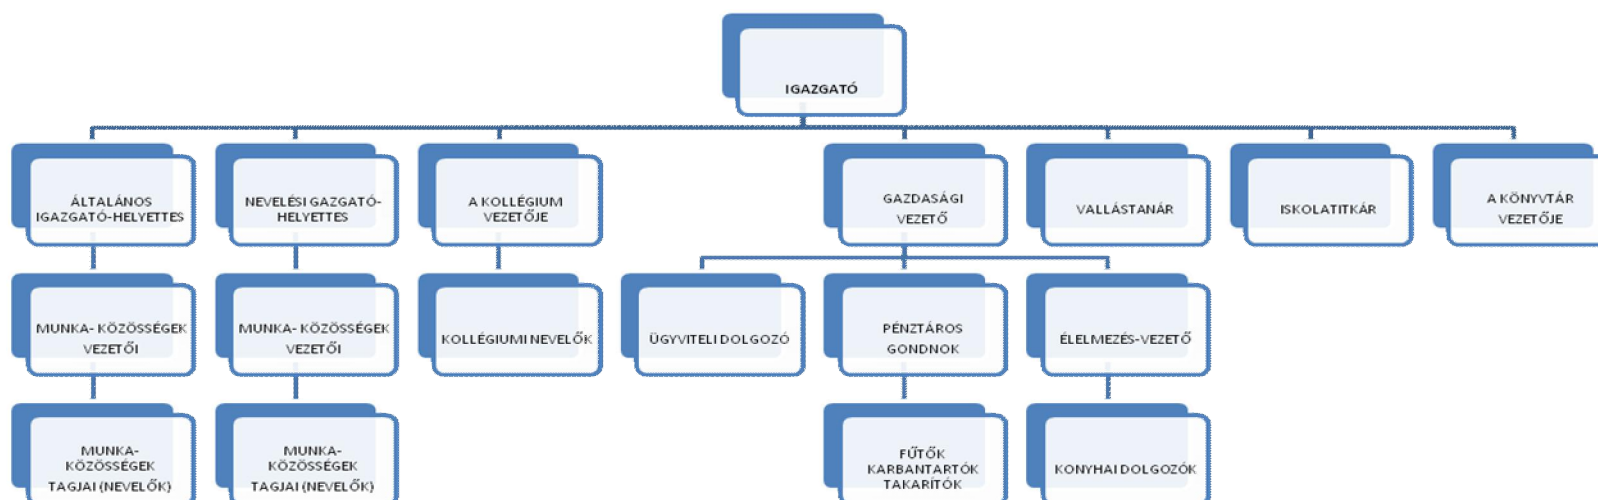 IGAZGATÓ
ÁLTALÁNOS
IGAZGATÓ-HELYETTES
NEVELÉSI GAZGATÓ-
HELYETTES
A KOLLÉGIUM
VEZETŐJE
GAZDASÁGI
VEZETŐ
VALLÁSTANÁR
ISKOLATITKÁR
A KÖNYVTÁR
VEZETŐJE
MUNKA- KÖZÖSSÉGEK
VEZETŐI
MUNKA- KÖZÖSSÉGEK
VEZETŐI
KOLLÉGIUMI NEVELŐK
ÜGYVITELI DOLGOZÓ
PÉNZTÁROS
GONDNOK
ÉLELMEZÉS-VEZETŐ
MUNKA-
KÖZÖSSÉGEK
TAGJAI (NEVELŐK)
MUNKA-
KÖZÖSSÉGEK
TAGJAI (NEVELŐK)
FŰTŐK
KARBANTARTÓK
TAKARÍTÓK
KONYHAI DOLGOZÓK